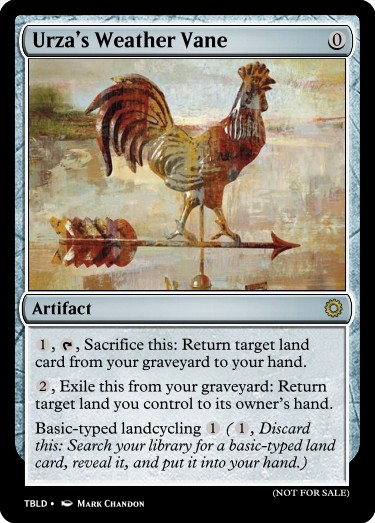 Urza's Weather Vane 0
Artifact
1, T, Sacrifice this: Return target land
card from your graveyard to your hand.
2, Exile this from your graveyard: Return
target land you control to its owner's hand.
Basic-typed landcycling 1 ( 1, Discard
this: Search your library for a basic-typed land
card, reveal it, and put it into your hand.)
(NOT FOR SALE)
TBLD • Mark Chandon